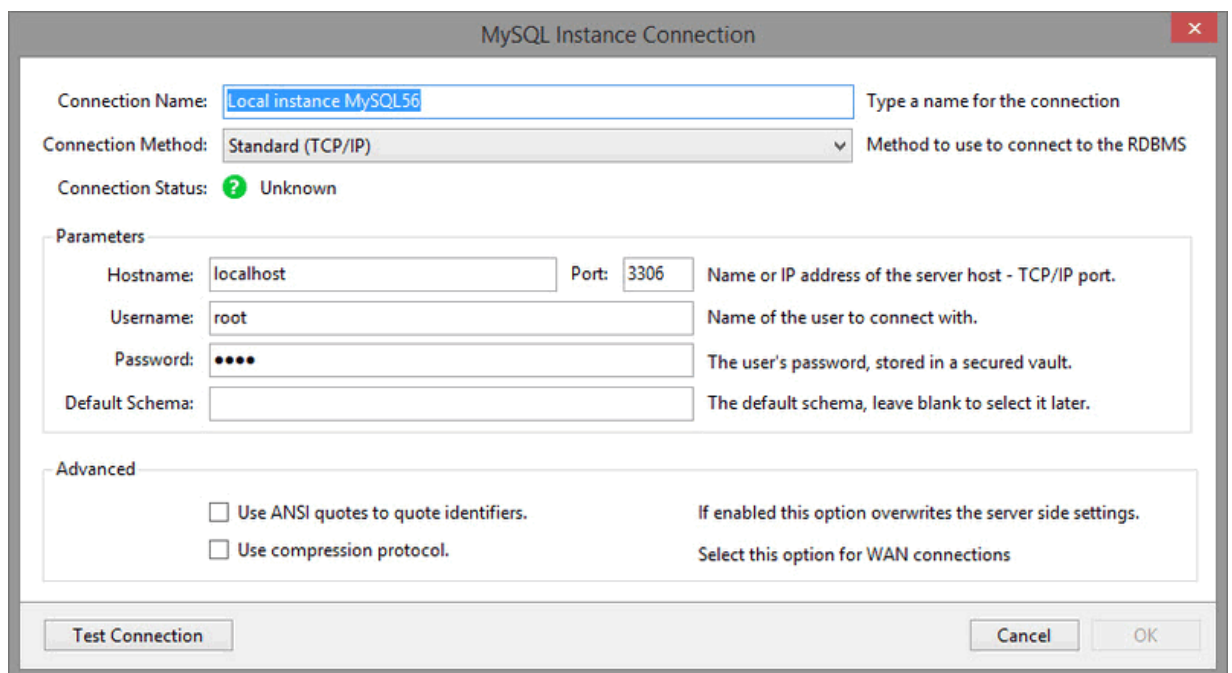 MySQL Instance Connection
Connection Name: Local instance MySQL56 Type a name for the connection
Connection Method: Standard (TCP/IP) Method to use to connect to the RDBMS
Connection Status: ? Unknown
Parameters
Hostname: localhost Port: 3306 Name or IP address of the server host - TCP/IP port.
Username: root Name of the user to connect with.
Password: •••• The user's password, stored in a secured vault.
Default Schema: The default schema, leave blank to select it later.
Advanced
Use ANSI quotes to quote identifiers. If enabled this option overwrites the server side settings.
Use compression protocol. Select this option for WAN connections
Test Connection Cancel OK